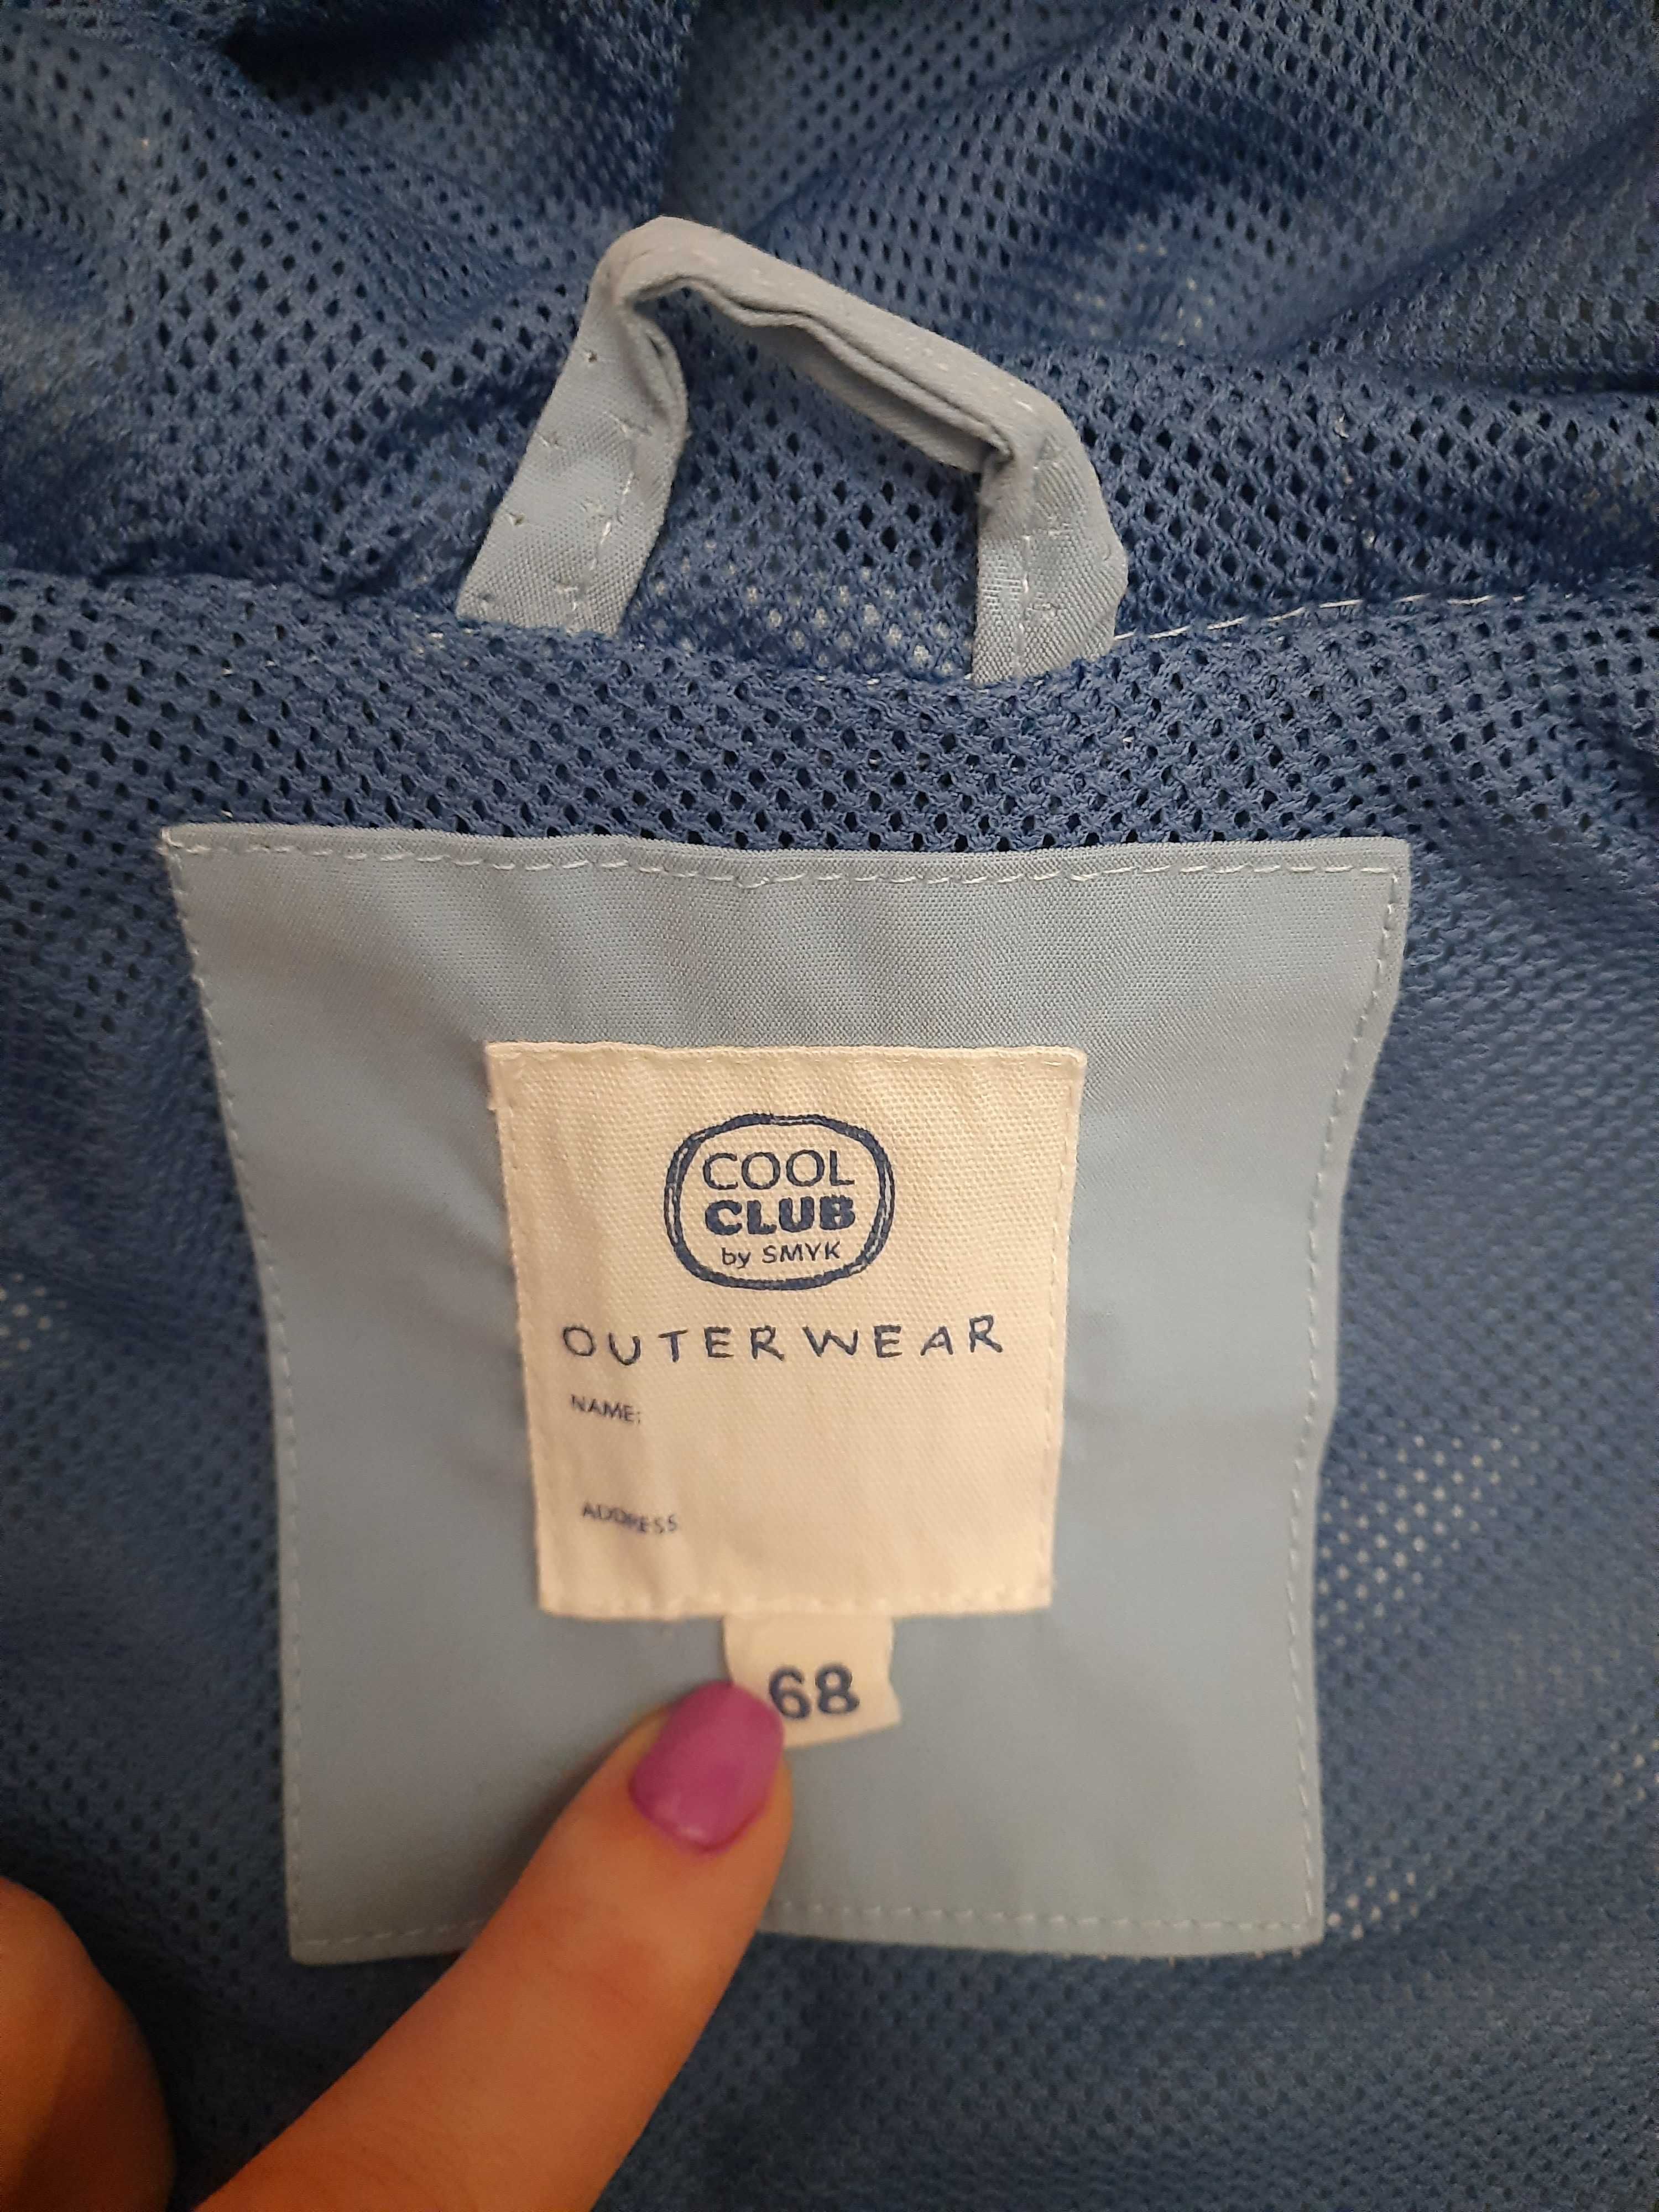 COOL
CLUB
by SMYK
OUTERWEAR
NAME:
ADDRESS
68